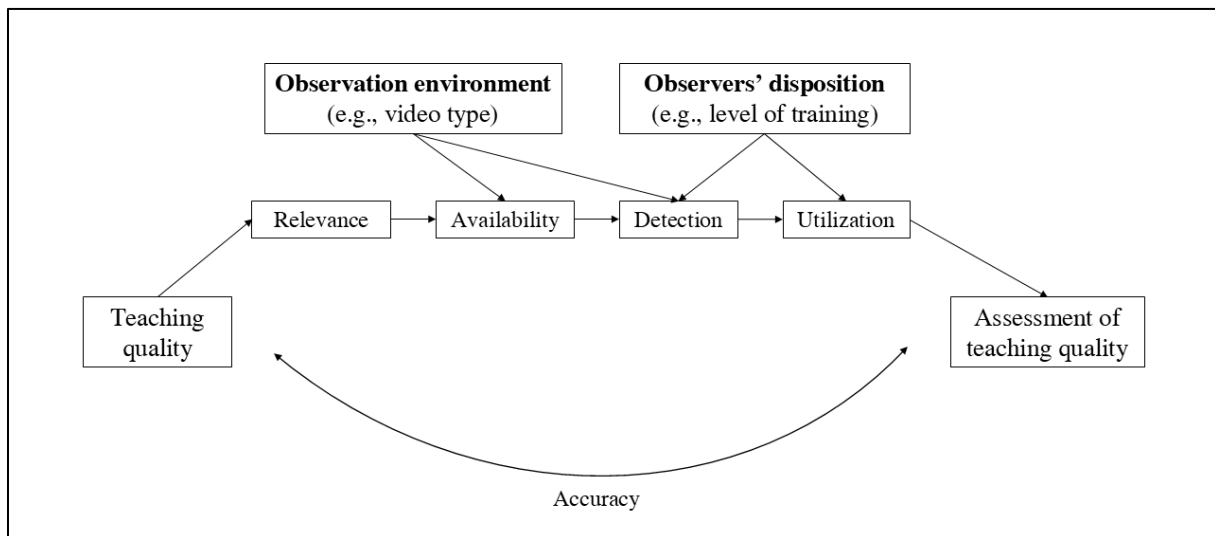 Observation environment
(e.g., video type)
Observers’ disposition
(e.g., level of training)
Relevance
Availability
Detection
Utilization
Teaching
quality
Assessment of
teaching quality
Accuracy